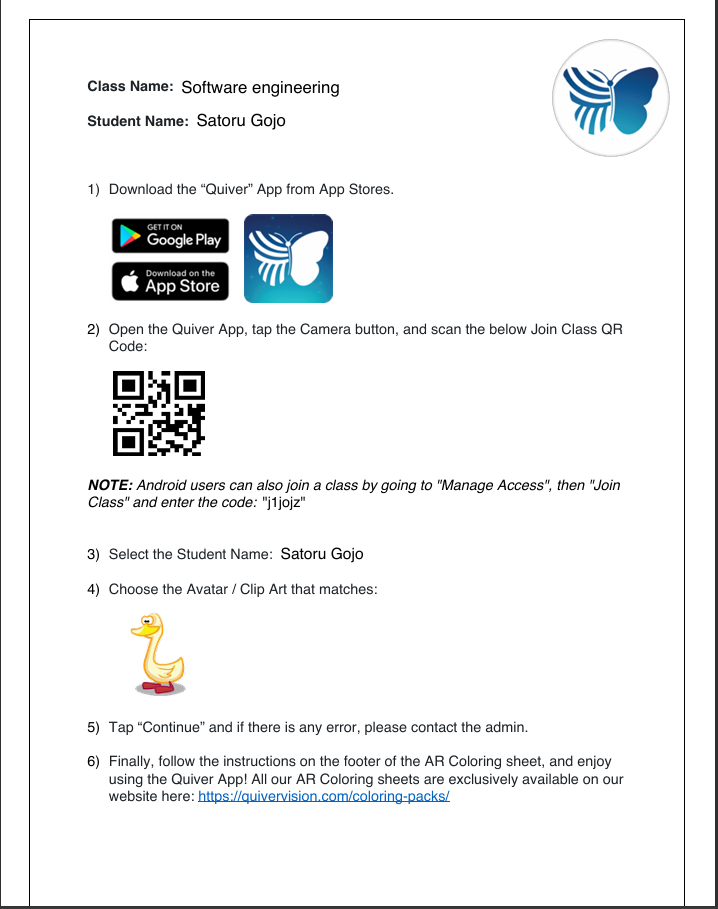 Class Name: Software engineering
Student Name: Satoru Gojo
1) Download the “Quiver” App from App Stores.
GET IT ON
Google Play
Download on the
App Store
2) Open the Quiver App, tap the Camera button, and scan the below Join Class QR
Code:
NOTE: Android users can also join a class by going to "Manage Access", then "Join
Class" and enter the code: "j1jojz"
3) Select the Student Name: Satoru Gojo
4) Choose the Avatar / Clip Art that matches:
5) Tap “Continue” and if there is any error, please contact the admin.
6) Finally, follow the instructions on the footer of the AR Coloring sheet, and enjoy
using the Quiver App! All our AR Coloring sheets are exclusively available on our
website here: https://quivervision.com/coloring-packs/